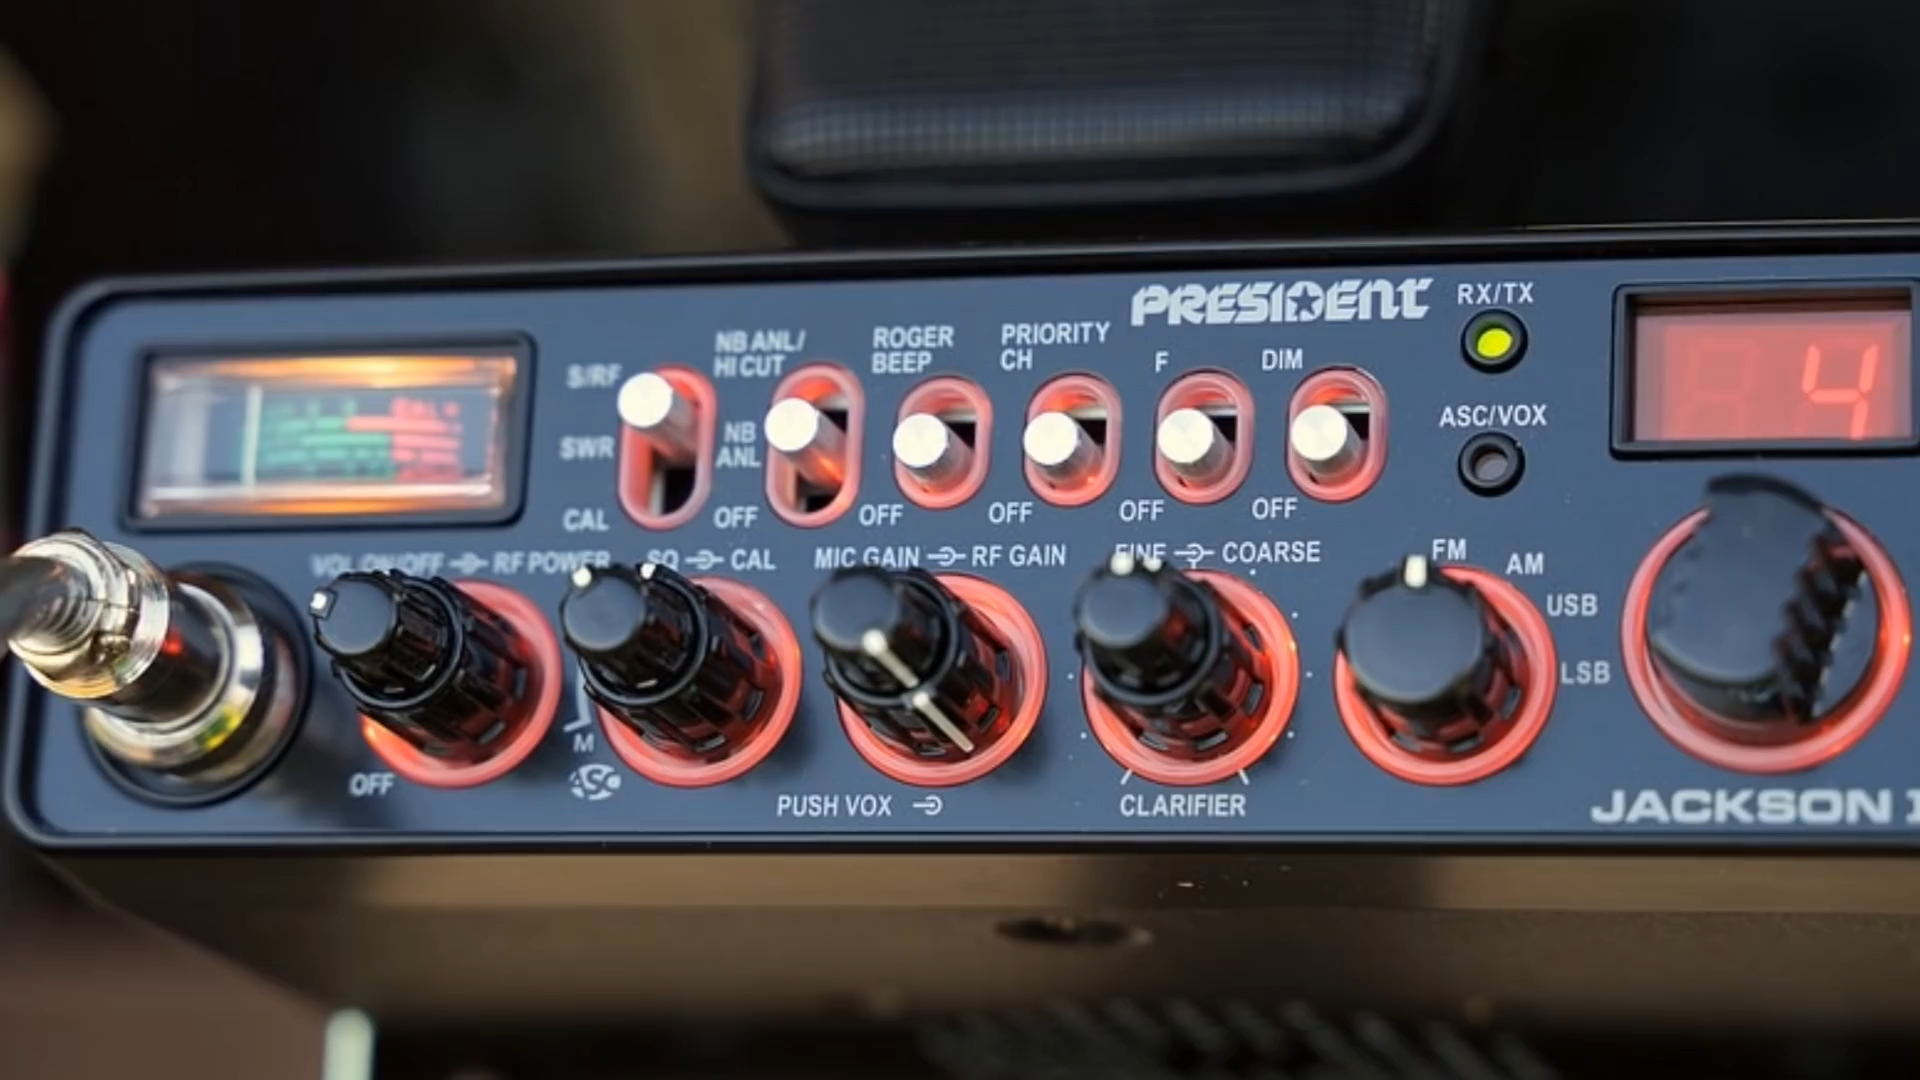 PRESIDENT
RX/TX
S/RF
NB ANL/
HI CUT
ROGER
BEEP
PRIORITY
CH
F
DIM
4
SWR
NB
ANL
ASC/VOX
CAL
OFF
OFF
OFF
OFF
OFF
VOL ON/OFF RF POWER
SQ CAL
MIC GAIN RF GAIN
FINE COARSE
FM
AM
USB
LSB
M
OFF
ASC
PUSH VOX
CLARIFIER
JACKSON